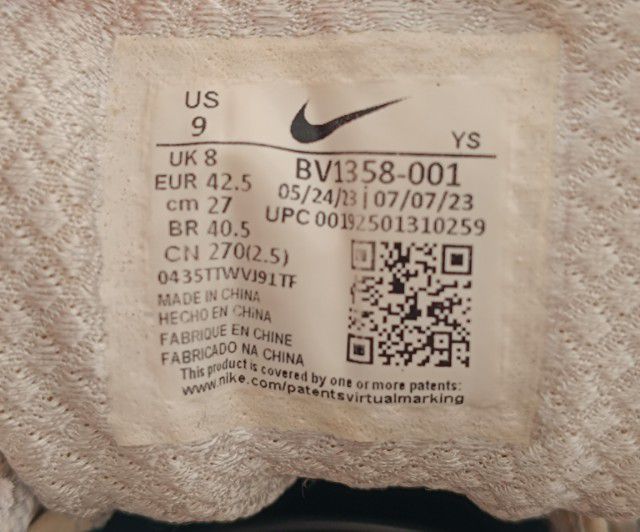 US
9
YS
UK 8
EUR 42.5
cm 27
BR 40.5
CN 270(2.5)
BV1358-001
05/24/23 | 07/07/23
UPC 00192501310259
0435TTWVJ91TF
MADE IN CHINA
HECHO EN CHINA
FABRIQUE EN CHINE
FABRICADO NA CHINA
This product is covered by one or more patents:
www.nike.com/patentsvirtualmarking